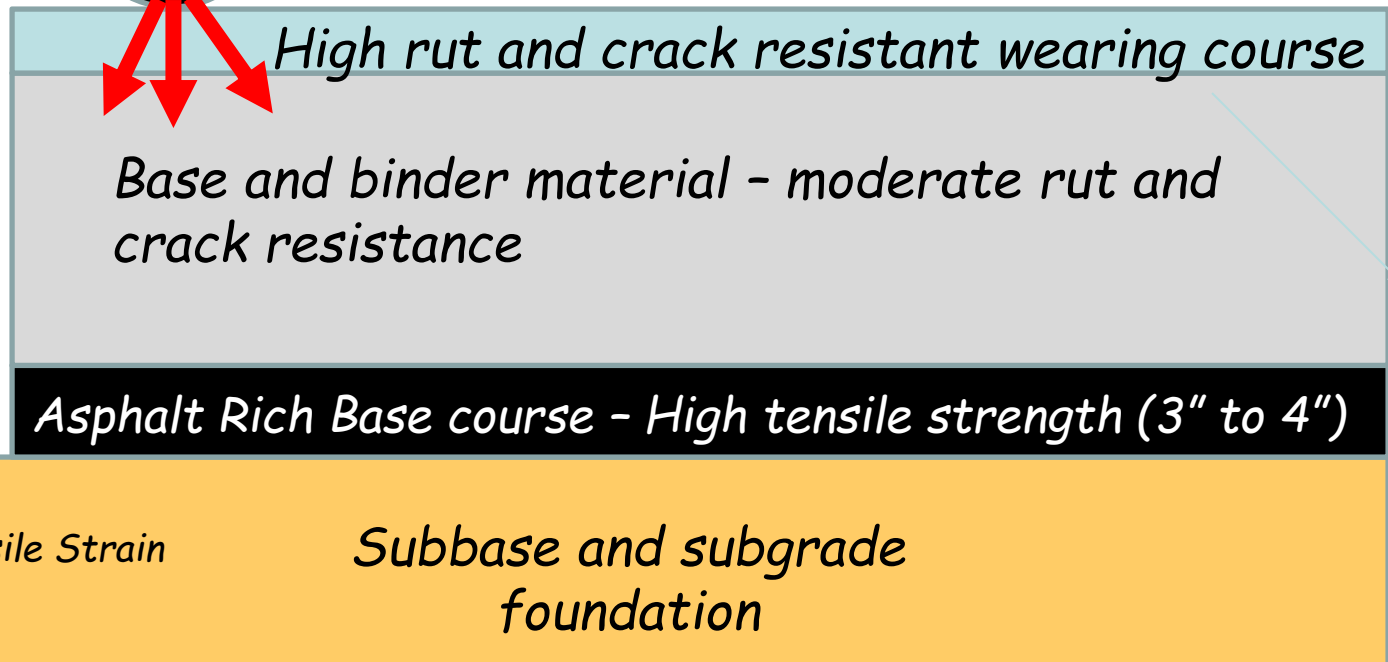 High rut and crack resistant wearing course
Base and binder material – moderate rut and
crack resistance
Asphalt Rich Base course – High tensile strength (3” to 4”)
Strain
Subbase and subgrade
foundation